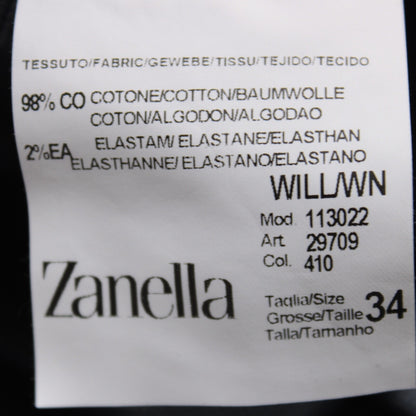 TESSUTO/FABRIC/GEWEBE/TISSU/TEJIDO/TECIDO
98% CO COTONE/COTTON/BAUMWOLLE
COTON/ALGODON/ALGODAO
2%EA ELASTAM/ ELASTANE/ELASTHAN
ELASTHANNE/ ELASTANO/ELASTANO
WILL/WN
Mod. 113022
Art. 29709
Col. 410
Zanella
Taglia/Size
Grosse/Taille 34
Talla/Tamanho